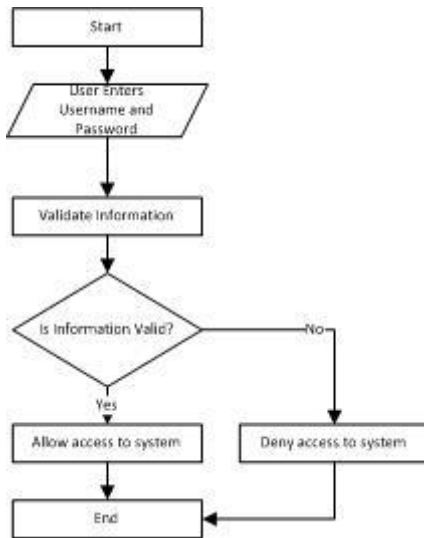 Start
User Enters
Username and
Password
Validate Information
Is Information Valid?
No
Yes
Allow access to system
Deny access to system
End